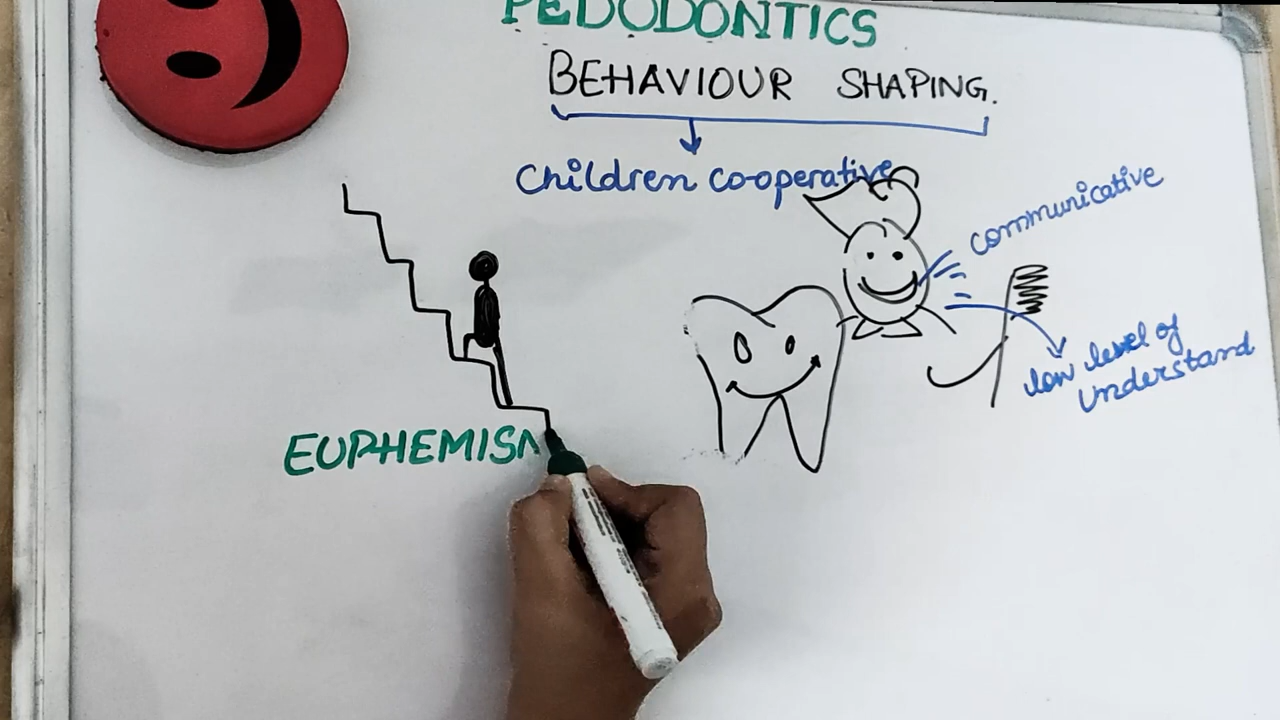 PEDODONTICS
BEHAVIOUR SHAPING.
Children co-operative
communicative
low level of
understand
EUPHEMISM